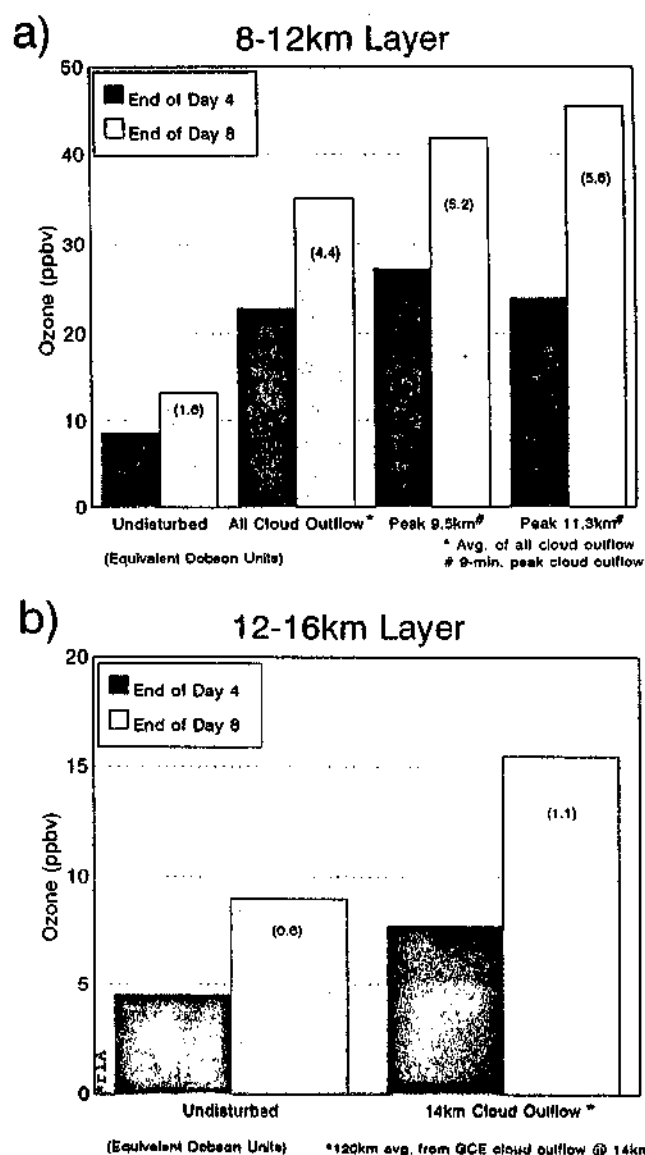 a)
8-12km Layer
50
End of Day 4
End of Day 8
40
30
20
10
0
Ozone (ppbv)
(1.6)
(4.4)
(5.2)
(5.6)
Undisturbed All Cloud Outflow* Peak 9.5km# Peak 11.3km#
(Equivalent Dobson Units)
* Avg. of all cloud outflow
# 9-min. peak cloud outflow
b)
12-16km Layer
20
End of Day 4
End of Day 8
15
10
5
0
Ozone (ppbv)
(0.6)
(1.1)
Undisturbed 14km Cloud Outflow *
(Equivalent Dobson Units) *120km avg. from GCE cloud outflow @ 14km